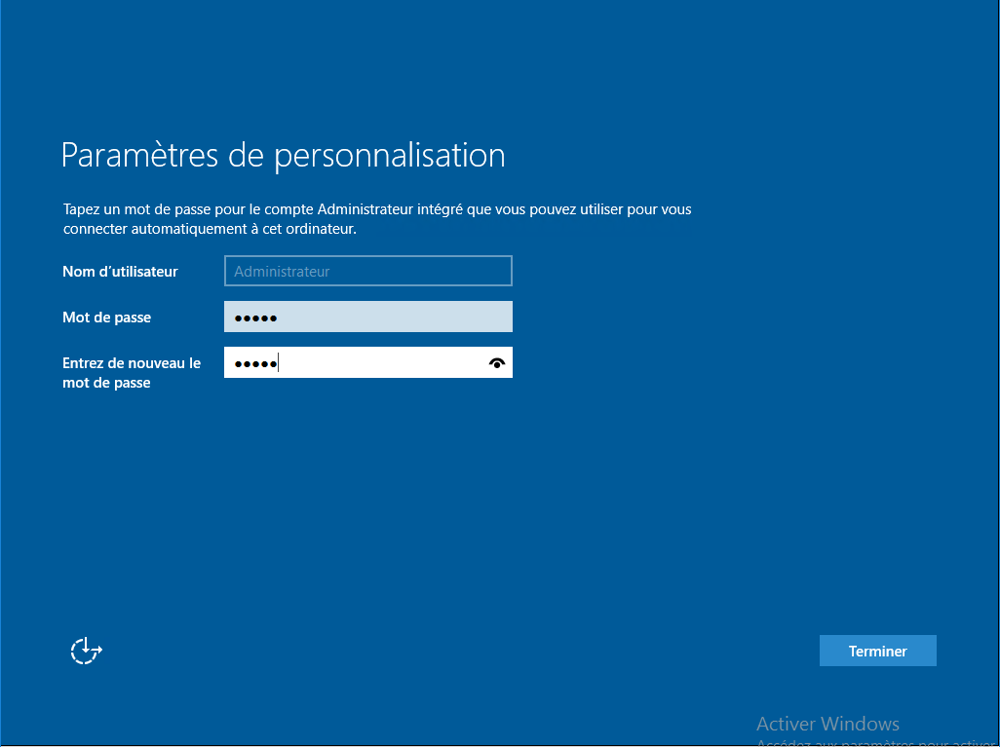 Paramètres de personnalisation
Tapez un mot de passe pour le compte Administrateur intégré que vous pouvez utiliser pour vous
connecter automatiquement à cet ordinateur.
Nom d'utilisateur
Administrateur
Mot de passe
●●●●●
Entrez de nouveau le
mot de passe
●●●●●
Terminer
Activer Windows
Accédez aux paramètres pour activer